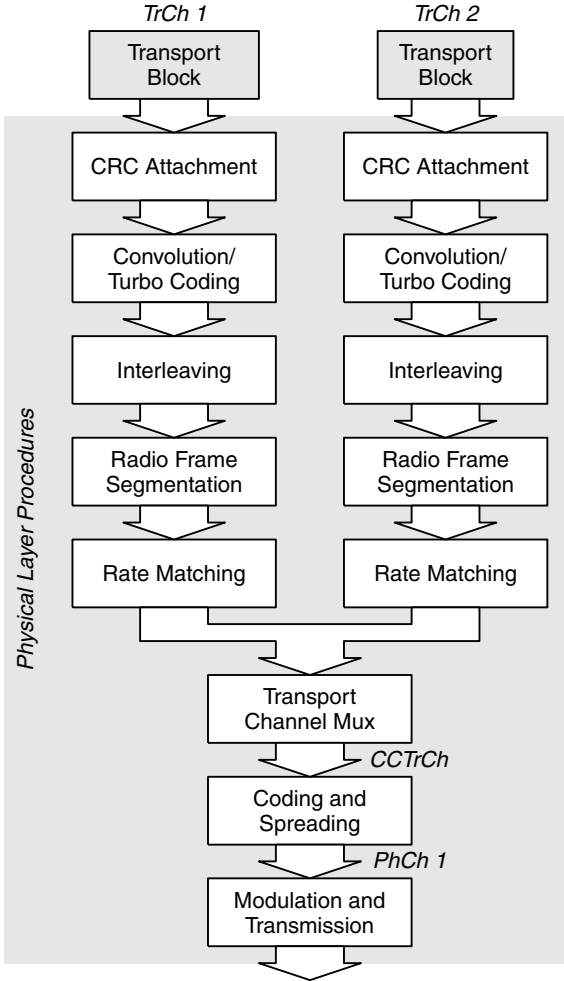 TrCh 1
TrCh 2
Transport
Block
Transport
Block
CRC Attachment
CRC Attachment
Convolution/
Turbo Coding
Convolution/
Turbo Coding
Interleaving
Interleaving
Radio Frame
Segmentation
Radio Frame
Segmentation
Rate Matching
Rate Matching
Physical Layer Procedures
Transport
Channel Mux
CCTrCh
Coding and
Spreading
PhCh 1
Modulation and
Transmission